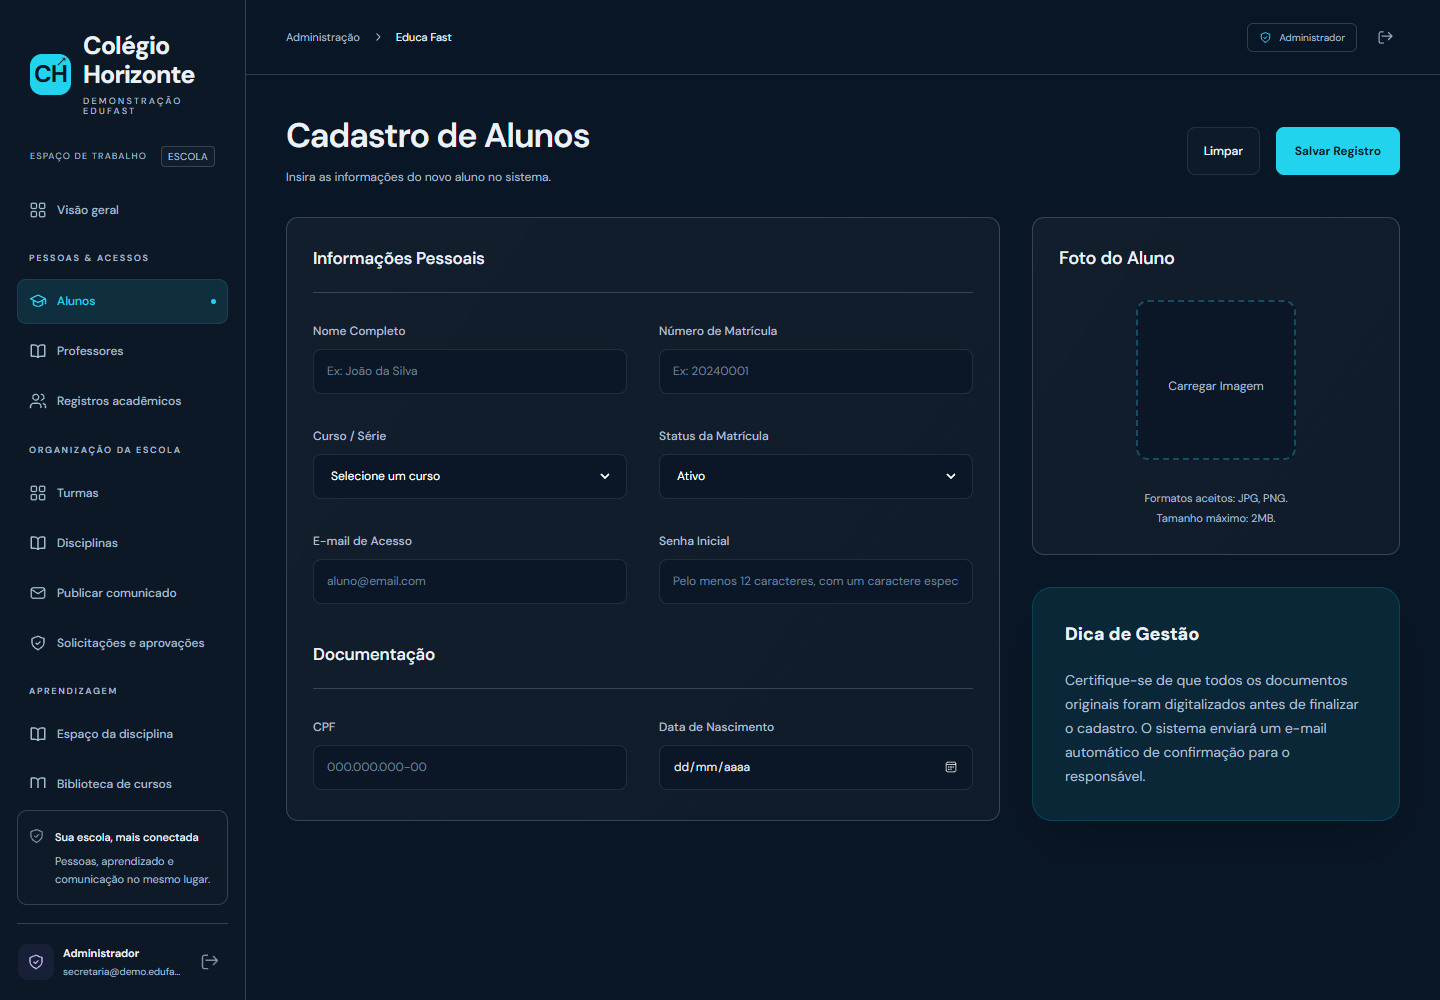 CH
Colégio
Horizonte
DEMONSTRAÇÃO
EDUFAST
ESPAÇO DE TRABALHO ESCOLA
Visão geral
PESSOAS & ACESSOS
Alunos
Professores
Registros acadêmicos
ORGANIZAÇÃO DA ESCOLA
Turmas
Disciplinas
Publicar comunicado
Solicitações e aprovações
APRENDIZAGEM
Espaço da disciplina
Biblioteca de cursos
Sua escola, mais conectada
Pessoas, aprendizado e
comunicação no mesmo lugar.
Administrador
secretaria@demo.edufa...
Administração > Educa Fast
Administrador
Cadastro de Alunos
Insira as informações do novo aluno no sistema.
Limpar
Salvar Registro
Informações Pessoais
Nome Completo
Ex: João da Silva
Número de Matrícula
Ex: 20240001
Curso / Série
Selecione um curso
Status da Matrícula
Ativo
E-mail de Acesso
aluno@email.com
Senha Inicial
Pelo menos 12 caracteres, com um caractere espec
Documentação
CPF
000.000.000-00
Data de Nascimento
dd/mm/aaaa
Foto do Aluno
Carregar Imagem
Formatos aceitos: JPG, PNG.
Tamanho máximo: 2MB.
Dica de Gestão
Certifique-se de que todos os documentos
originais foram digitalizados antes de finalizar
o cadastro. O sistema enviará um e-mail
automático de confirmação para o
responsável.